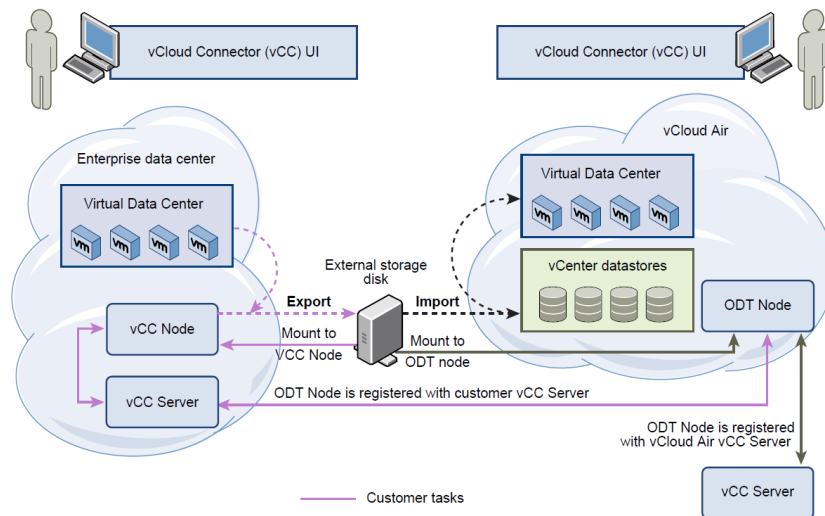 vCloud Connector (vCC) UI
vCloud Connector (vCC) UI
Enterprise data center
vCloud Air
Virtual Data Center
vm vm vm vm
Virtual Data Center
vm vm vm vm
External storage
disk
vCenter datastores
Export
Import
ODT Node
vCC Node
Mount to
VCC Node
Mount to
ODT node
vCC Server
ODT Node is registered with customer vCC Server
ODT Node is registered
with vCloud Air vCC Server
vCC Server
Customer tasks